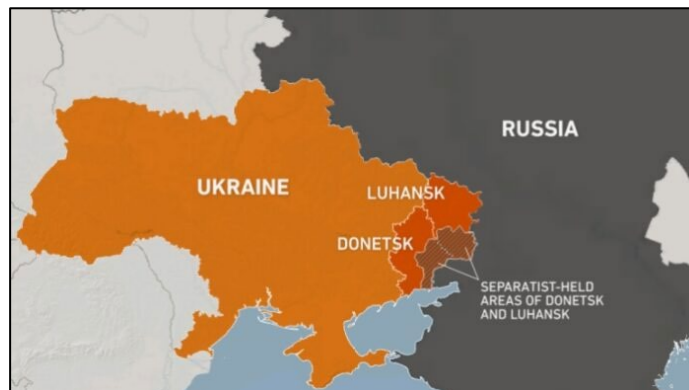 RUSSIA
UKRAINE
LUHANSK
DONETSK
SEPARATIST-HELD
AREAS OF DONETSK
AND LUHANSK